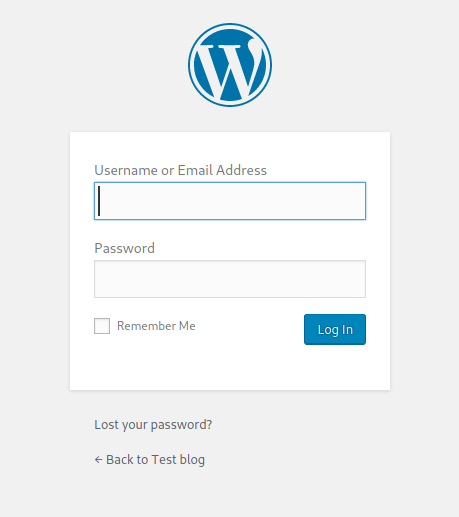 Username or Email Address
Password
Remember Me
Log In
Lost your password?
← Back to Test blog